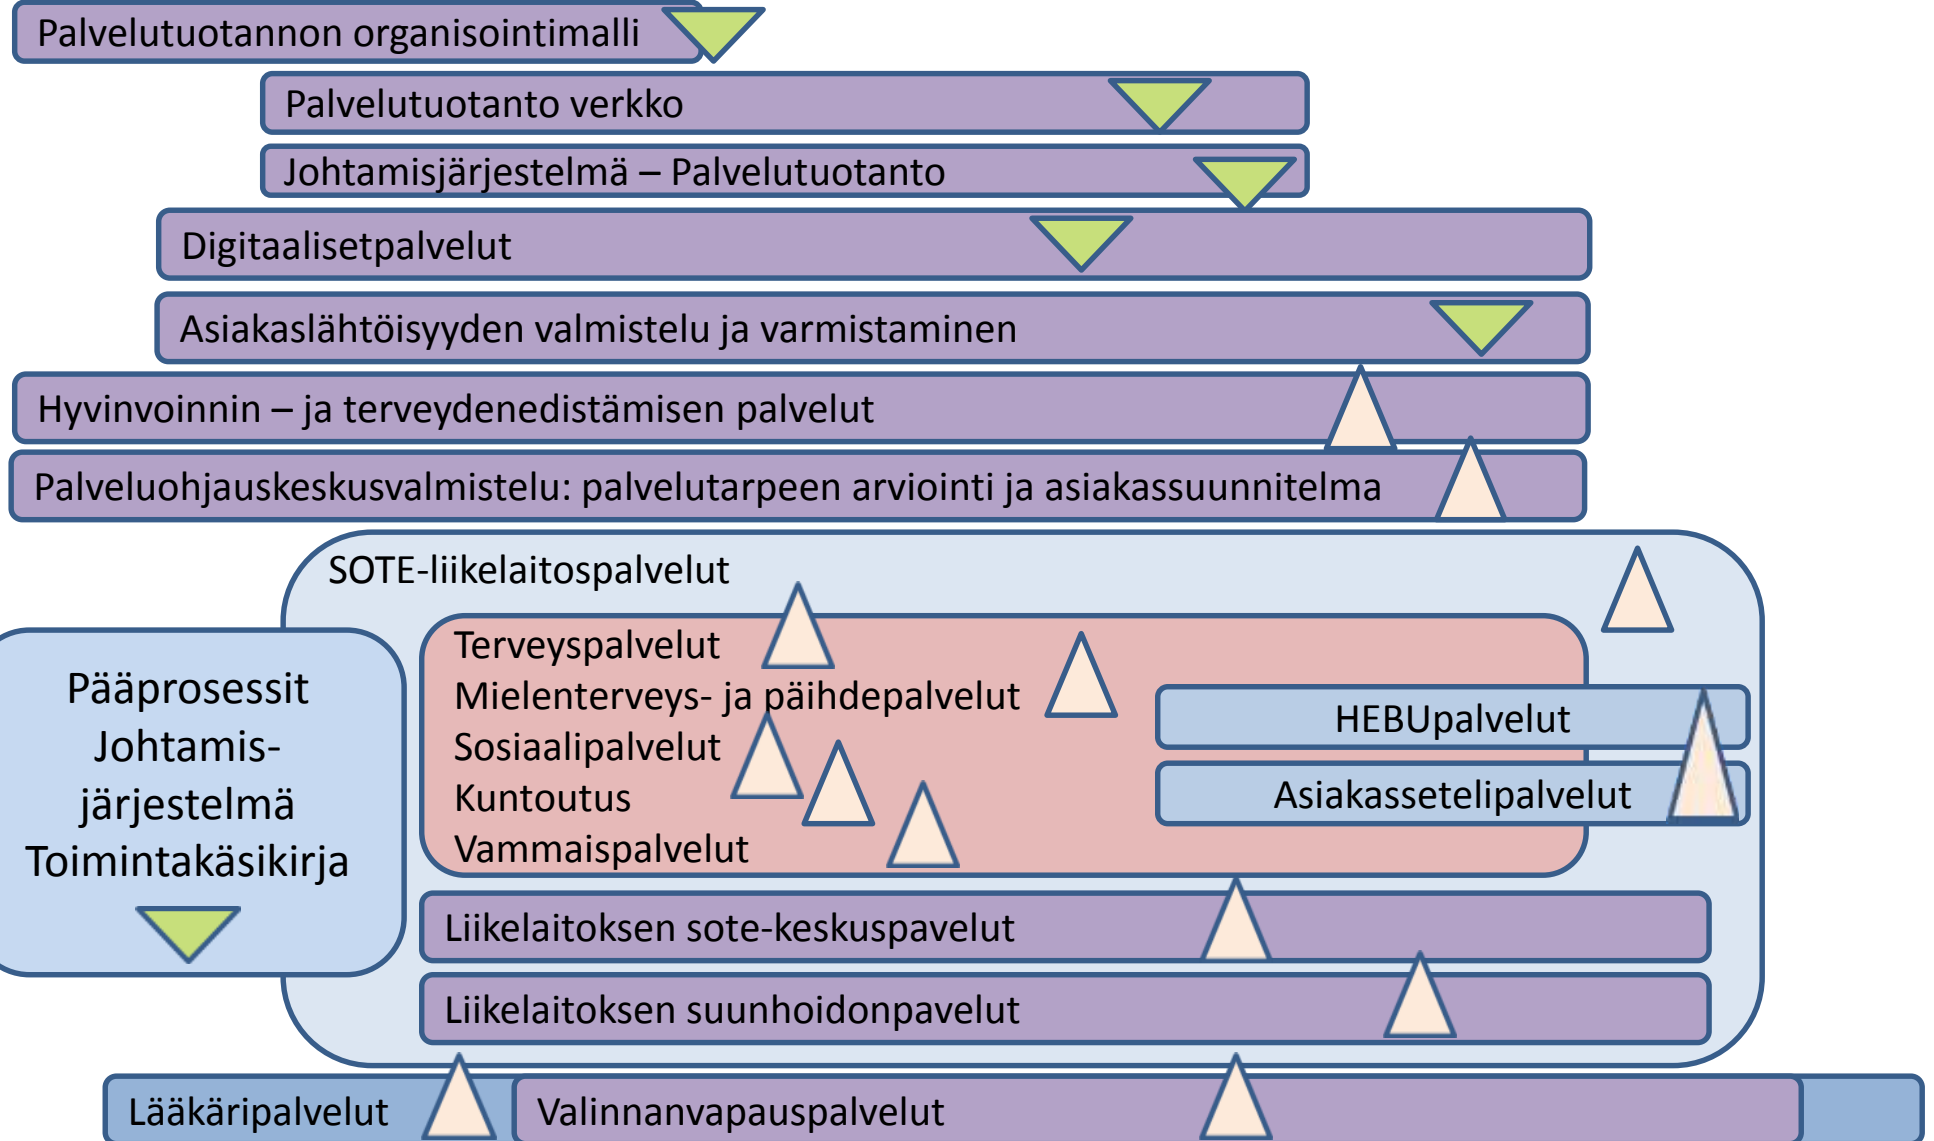 Palvelutuotannon organisointimalli
Palvelutuotanto verkko
Johtamisjärjestelmä – Palvelutuotanto
Digitaalisetpalvelut
Asiakaslähtöisyyden valmistelu ja varmistaminen
Hyvinvoinnin – ja terveydenedistämisen palvelut
Palveluohjauskeskusvalmistelu: palvelutarpeen arviointi ja asiakassuunnitelma
SOTE-liikelaitospalvelut
Pääprosessit
Johtamis-
järjestelmä
Toimintakäsikirja
Terveyspalvelut
Mielenterveys- ja päihdepalvelut
Sosiaalipalvelut
Kuntoutus
Vammaispalvelut
HEBUpalvelut
Asiakassetelipalvelut
Liikelaitoksen sote-keskuspavelut
Liikelaitoksen suunhoidonpavelut
Lääkäripalvelut
Valinnanvapauspalvelut